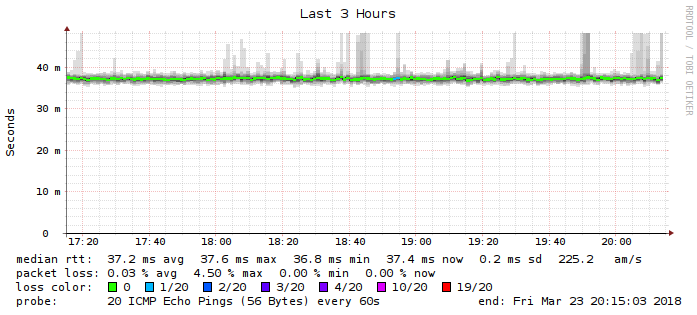 Last 3 Hours
RRDTOOL / TOBI OETIKER
Seconds
40 m
30 m
20 m
10 m
0
17:20 17:40 18:00 18:20 18:40 19:00 19:20 19:40 20:00
median rtt: 37.2 ms avg 37.6 ms max 36.8 ms min 37.4 ms now 0.2 ms sd 225.2 am/s
packet loss: 0.03 % avg 4.50 % max 0.00 % min 0.00 % now
loss color: 0 1/20 2/20 3/20 4/20 10/20 19/20
probe: 20 ICMP Echo Pings (56 Bytes) every 60s end: Fri Mar 23 20:15:03 2018